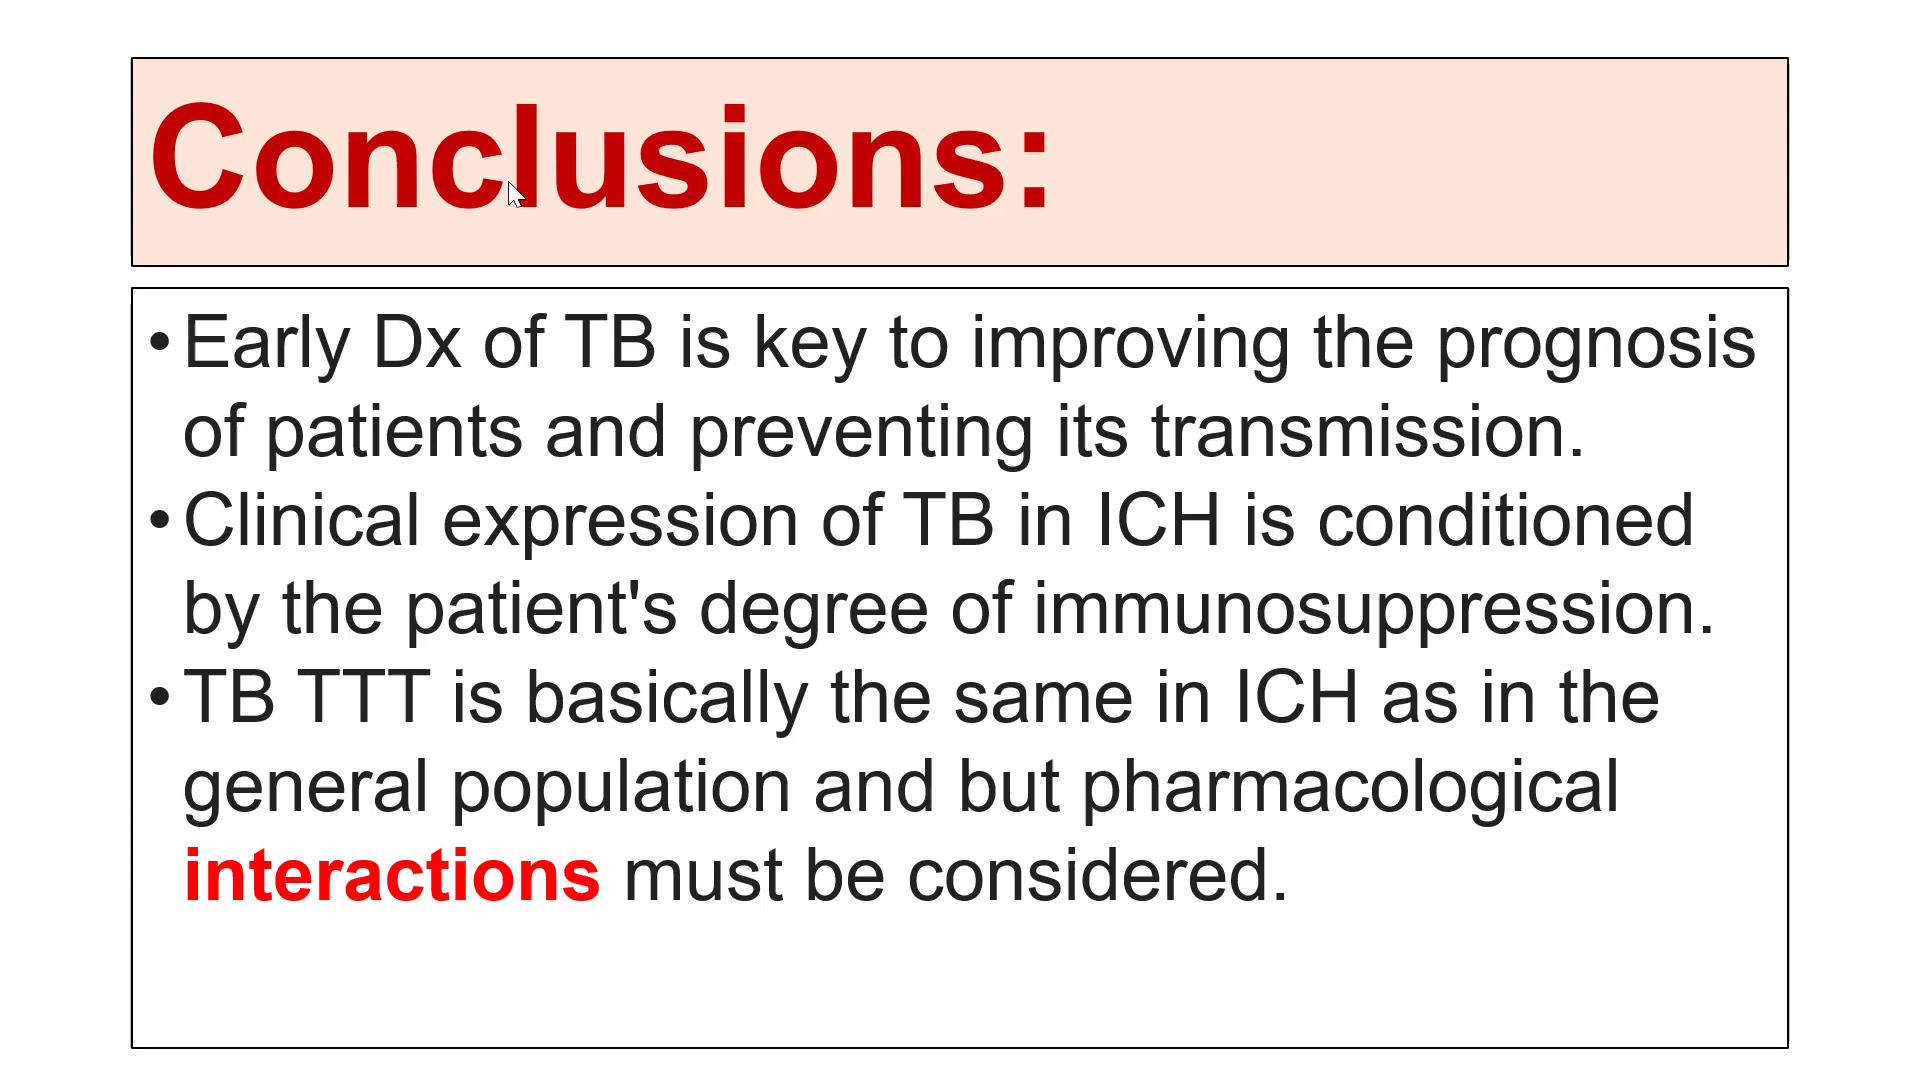 Conclusions:
• Early Dx of TB is key to improving the prognosis
of patients and preventing its transmission.
• Clinical expression of TB in ICH is conditioned
by the patient's degree of immunosuppression.
• TB TTT is basically the same in ICH as in the
general population and but pharmacological
interactions must be considered.